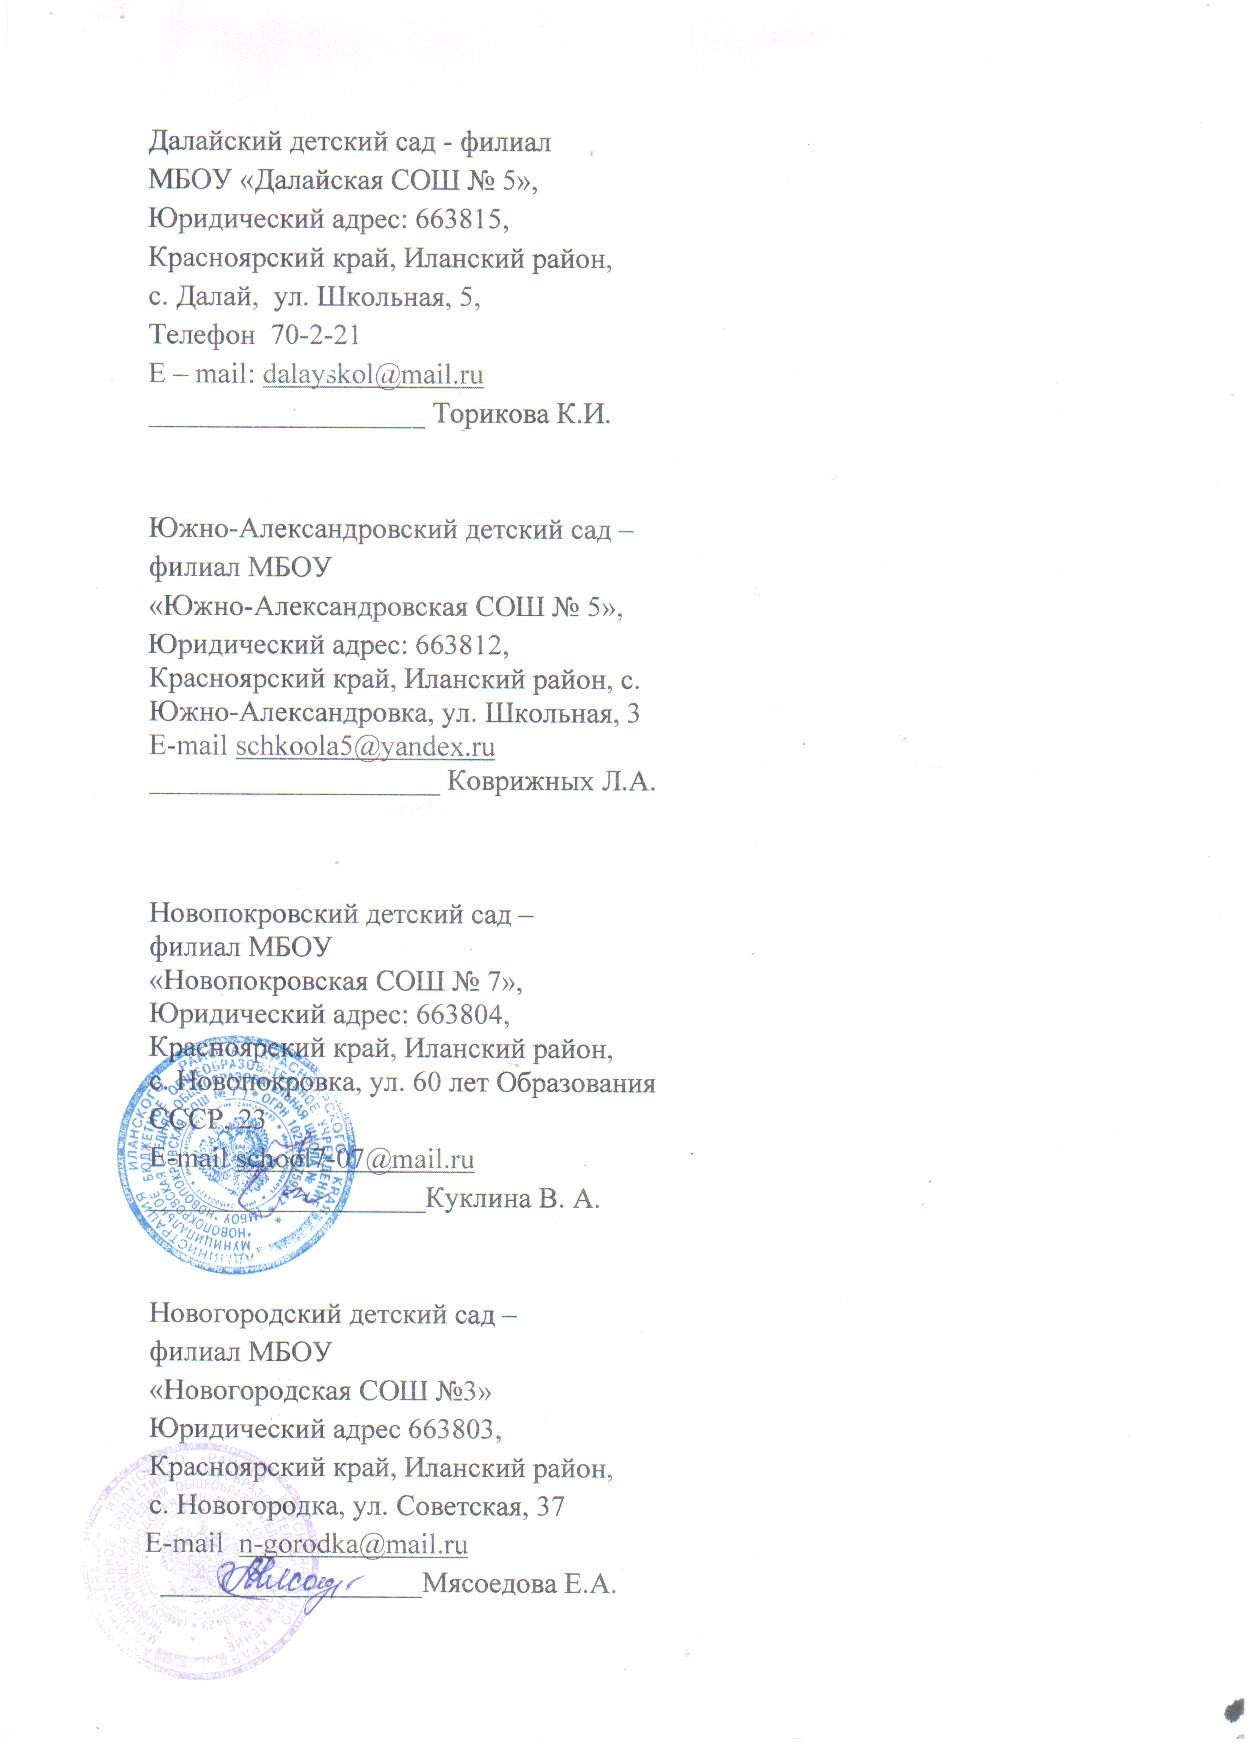 Далайский детский сад - филиал
МБОУ «Далайская СОШ № 5»,
Юридический адрес: 663815,
Красноярский край, Иланский район,
с. Далай,  ул. Школьная, 5,
Телефон  70-2-21
E – mail: dalayskol@mail.ru
___________________ Торикова К.И.
Южно-Александровский детский сад –
филиал МБОУ
«Южно-Александровская СОШ № 5»,
Юридический адрес: 663812,
Красноярский край, Иланский район, с.
Южно-Александровка, ул. Школьная, 3
E-mail schkoola5@yandex.ru
____________________ Коврижных Л.А.
Новопокровский детский сад –
филиал МБОУ
«Новопокровская СОШ № 7»,
Юридический адрес: 663804,
Красноярский край, Иланский район,
с. Новопокровка, ул. 60 лет Образования
СССР, 23
E-mail school7-07@mail.ru
___________________Куклина В. А.
Новогородский детский сад –
филиал МБОУ
«Новогородская СОШ №3»
Юридический адрес 663803,
Красноярский край, Иланский район,
с. Новогородка, ул. Советская, 37
E-mail  n-gorodka@mail.ru
__________________Мясоедова Е.А.